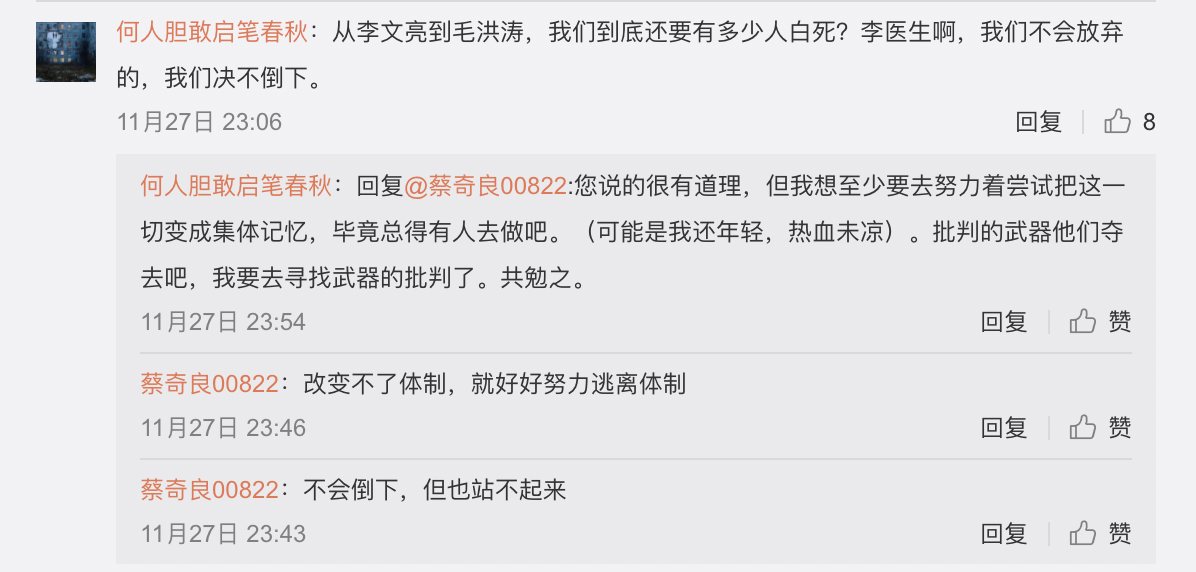 何人胆敢启笔春秋：从李文亮到毛洪涛，我们到底还要有多少人白死？李医生啊，我们不会放弃
的，我们决不倒下。
11月27日 23:06
回复 8
何人胆敢启笔春秋：回复@蔡奇良00822:您说的很有道理，但我想至少要去努力着尝试把这一
切变成集体记忆，毕竟总得有人去做吧。（可能是我还年轻，热血未凉）。批判的武器他们夺
去吧，我要去寻找武器的批判了。共勉之。
11月27日 23:54
回复 赞
蔡奇良00822：改变不了体制，就好好努力逃离体制
11月27日 23:46
回复 赞
蔡奇良00822：不会倒下，但也站不起来
11月27日 23:43
回复 赞